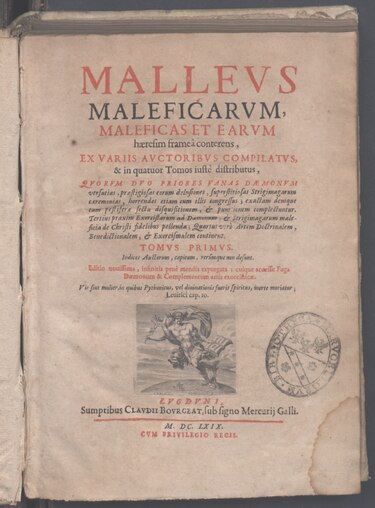 MALLEVS
MALEFICARVM,
MALEFICAS ET EARVM
hæresim frameâ conterens,
EX VARIIS AVCTORIBVS COMPILATVS,
& in quatuor Tomos iustè distributus,
QVORVM DVO PRIORES VANAS DÆMONVM
versutias, præstigiosas eorum delusiones, superstitiosas Strigimagarum
cæremonias, horrendos etiam cum illis congressus; exactam denique
tam pestiferæ sectæ disquisitionem, & punitionem complectuntur.
Tertius praxim Exorcistarum ad Dæmonum, & Strigimagarum male-
ficia de Christi fidelibus pellenda; Quartus verò Artem Doctrinalem,
Benedictionalem, & Exorcismalem continent.
TOMVS PRIMVS.
Indices Auctorum, capitum, rerúmque non desunt.
Editio nouissima, infinitis penè mendis expurgata; cuique accessit Fuga
Dæmonum & Complementum artis exorcisticæ.
Vir siue mulier, in quibus Pythonicus, vel diuinationis fuerit spiritus, morte moriatur;
Leuitici cap. 10.
LVGDVNI,
Sumptibus CLAVDII BOVRGEAT, sub signo Mercurij Galli.
M. DC. LXIX.
CVM PRIVILEGIO REGIS.